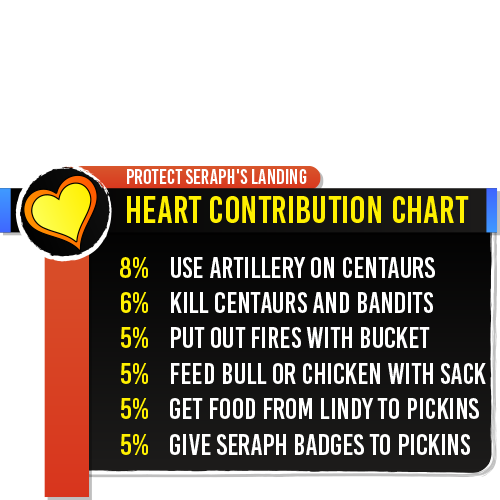 PROTECT SERAPH'S LANDING
HEART CONTRIBUTION CHART
8% USE ARTILLERY ON CENTAURS
6% KILL CENTAURS AND BANDITS
5% PUT OUT FIRES WITH BUCKET
5% FEED BULL OR CHICKEN WITH SACK
5% GET FOOD FROM LINDY TO PICKINS
5% GIVE SERAPH BADGES TO PICKINS